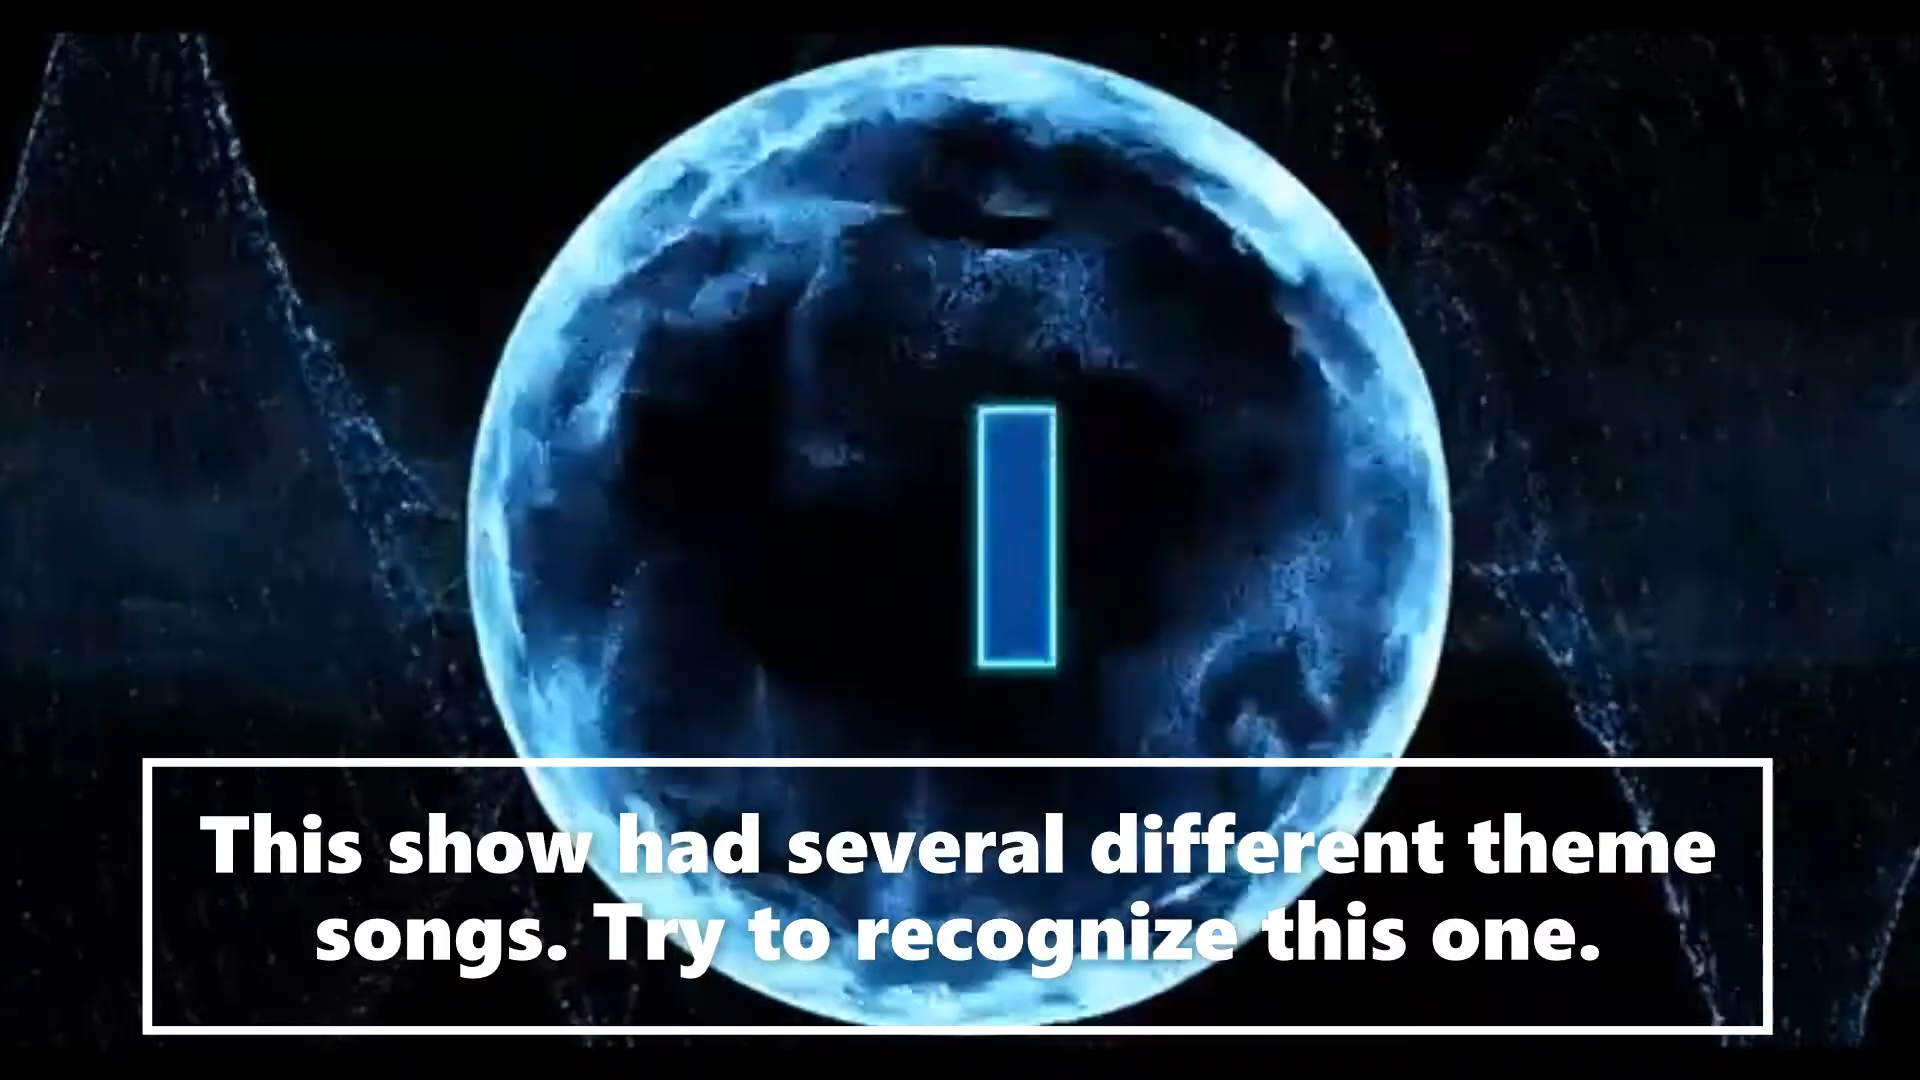 This show had several different theme
songs. Try to recognize this one.